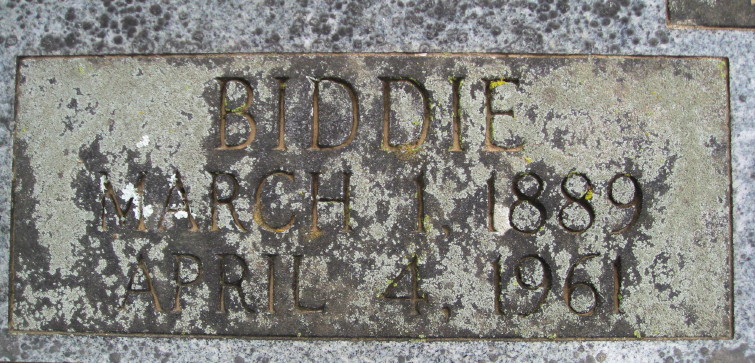 BIDDIE
MARCH 1, 1889
APRIL 4, 1961